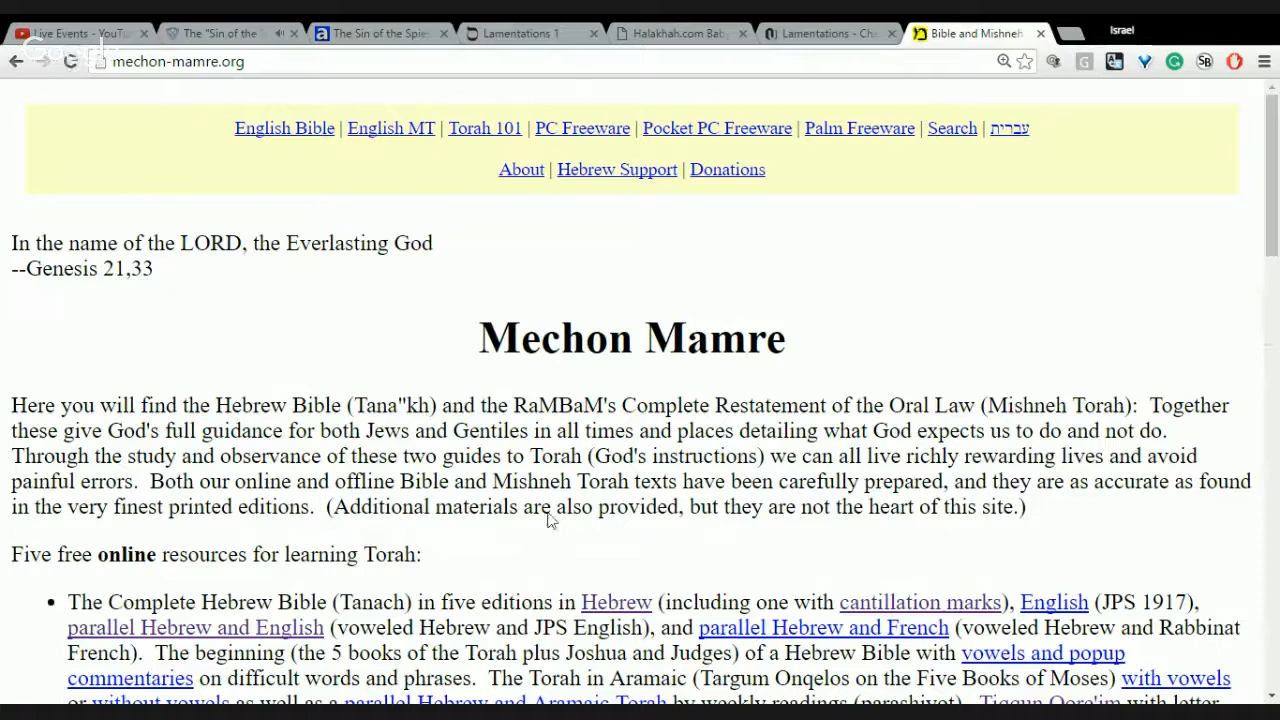 Live Events - YouTu
The "Sin of the
The Sin of the Spie
Lamentations 1
Halakhah.com Bab
Lamentations - Cha
Bible and Mishneh
Israel
mechon-mamre.org
English Bible | English MT | Torah 101 | PC Freeware | Pocket PC Freeware | Palm Freeware | Search | עברית
About | Hebrew Support | Donations
In the name of the LORD, the Everlasting God
--Genesis 21,33
Mechon Mamre
Here you will find the Hebrew Bible (Tana"kh) and the RaMBaM's Complete Restatement of the Oral Law (Mishneh Torah):  Together
these give God's full guidance for both Jews and Gentiles in all times and places detailing what God expects us to do and not do.
Through the study and observance of these two guides to Torah (God's instructions) we can all live richly rewarding lives and avoid
painful errors.  Both our online and offline Bible and Mishneh Torah texts have been carefully prepared, and they are as accurate as found
in the very finest printed editions.  (Additional materials are also provided, but they are not the heart of this site.)
Five free online resources for learning Torah:
• The Complete Hebrew Bible (Tanach) in five editions in Hebrew (including one with cantillation marks), English (JPS 1917),
parallel Hebrew and English (voweled Hebrew and JPS English), and parallel Hebrew and French (voweled Hebrew and Rabbinat
French).  The beginning (the 5 books of the Torah plus Joshua and Judges) of a Hebrew Bible with vowels and popup
commentaries on difficult words and phrases.  The Torah in Aramaic (Targum Onqelos on the Five Books of Moses) with vowels
or without vowels as well as a parallel Hebrew and Aramaic Torah by weekly readings (parashiyot).  Tiqqun Qore'im with letter